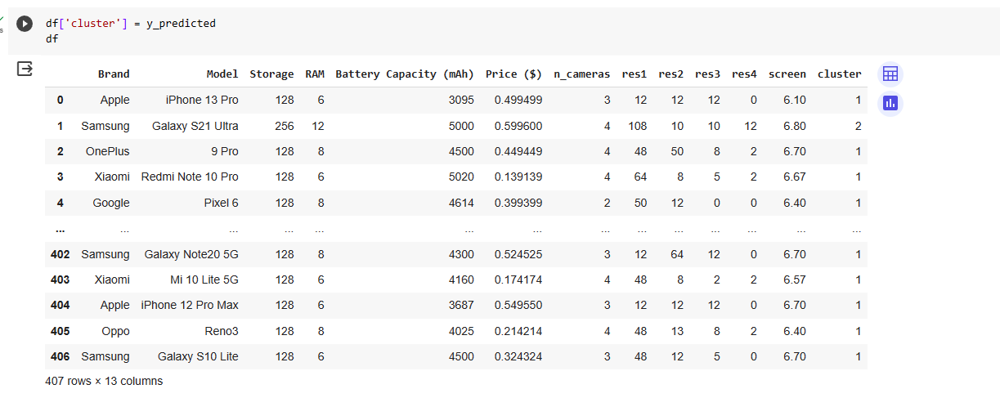 df['cluster'] = y_predicted
df
Brand Model Storage RAM Battery Capacity (mAh) Price ($) n_cameras res1 res2 res3 res4 screen cluster
0 Apple iPhone 13 Pro 128 6 3095 0.499499 3 12 12 12 0 6.10 1
1 Samsung Galaxy S21 Ultra 256 12 5000 0.599600 4 108 10 10 12 6.80 2
2 OnePlus 9 Pro 128 8 4500 0.449449 4 48 50 8 2 6.70 1
3 Xiaomi Redmi Note 10 Pro 128 6 5020 0.139139 4 64 8 5 2 6.67 1
4 Google Pixel 6 128 8 4614 0.399399 2 50 12 0 0 6.40 1
... ... ... ... ... ... ... ... ... ... ... ... ... ...
402 Samsung Galaxy Note20 5G 128 8 4300 0.524525 3 12 64 12 0 6.70 1
403 Xiaomi Mi 10 Lite 5G 128 6 4160 0.174174 4 48 8 2 2 6.57 1
404 Apple iPhone 12 Pro Max 128 6 3687 0.549550 3 12 12 12 0 6.70 1
405 Oppo Reno3 128 8 4025 0.214214 4 48 13 8 2 6.40 1
406 Samsung Galaxy S10 Lite 128 6 4500 0.324324 3 48 12 5 0 6.70 1
407 rows × 13 columns